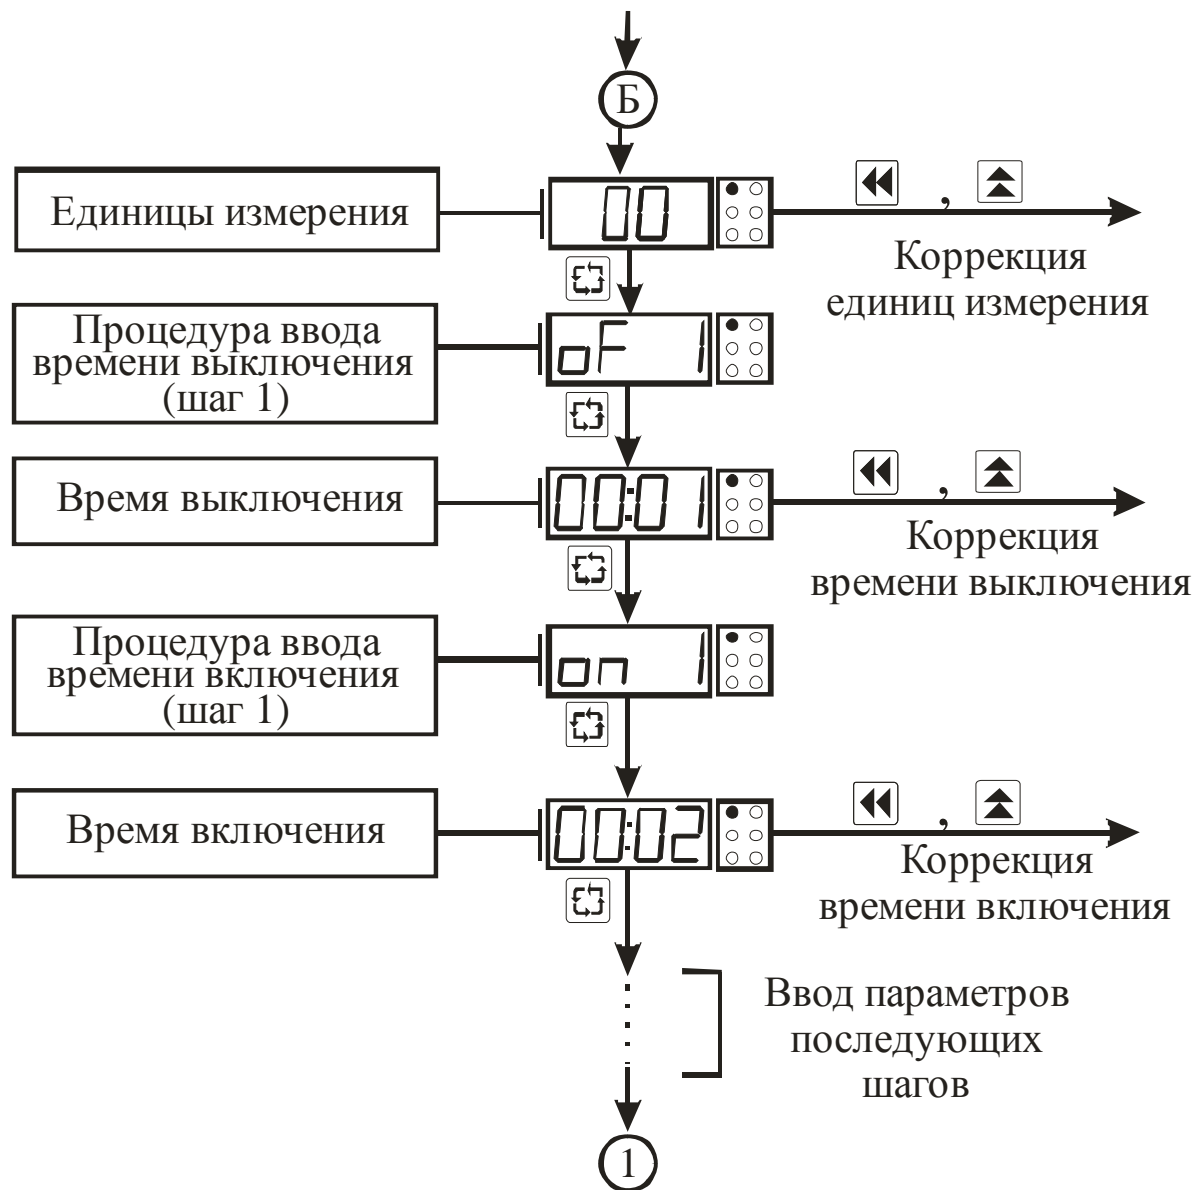 Б
Единицы измерения
00
,
Коррекция
единиц измерения
Процедура ввода
времени выключения
(шаг 1)
oF 1
Время выключения
00:01
,
Коррекция
времени выключения
Процедура ввода
времени включения
(шаг 1)
on 1
Время включения
00:02
,
Коррекция
времени включения
Ввод параметров
последующих
шагов
1